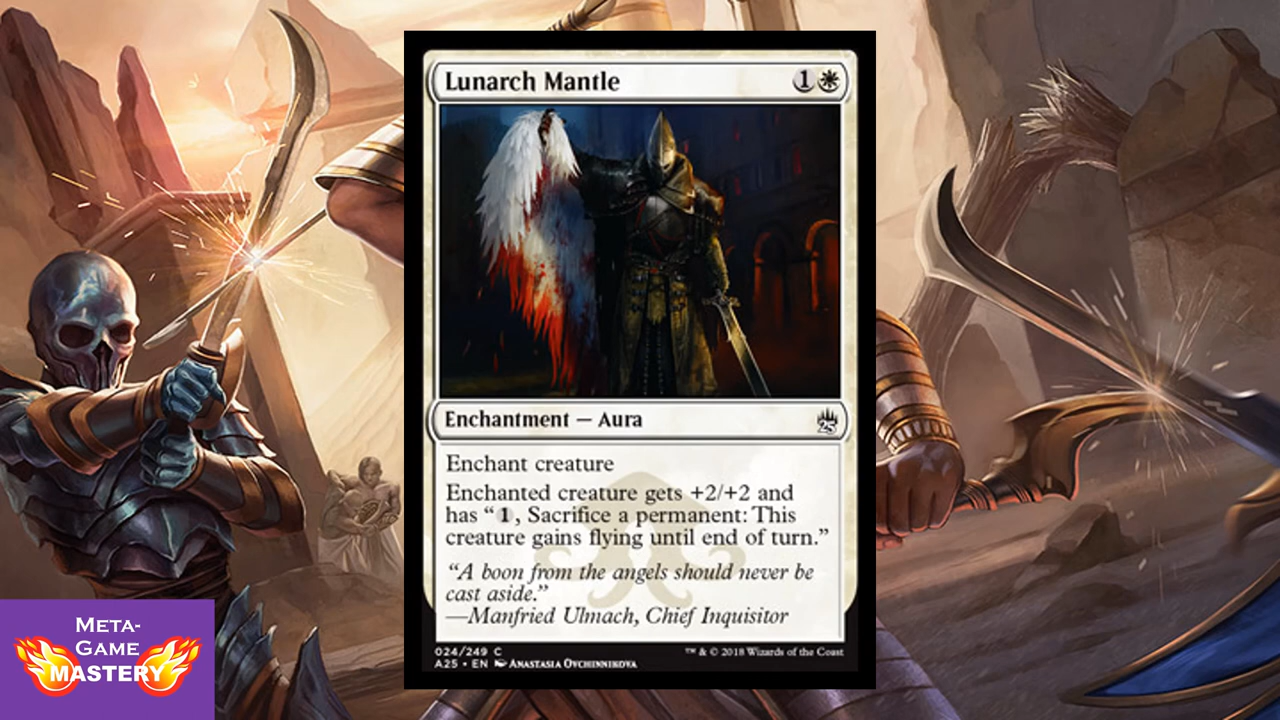 Lunarch Mantle 1
Enchantment — Aura
Enchant creature
Enchanted creature gets +2/+2 and
has “1, Sacrifice a permanent: This
creature gains flying until end of turn.”
“A boon from the angels should never be
cast aside.”
—Manfried Ulmach, Chief Inquisitor
024/249 C
A25 • EN Anastasia Ovchinnikova
™ & © 2018 Wizards of the Coast
META-
GAME
MASTERY